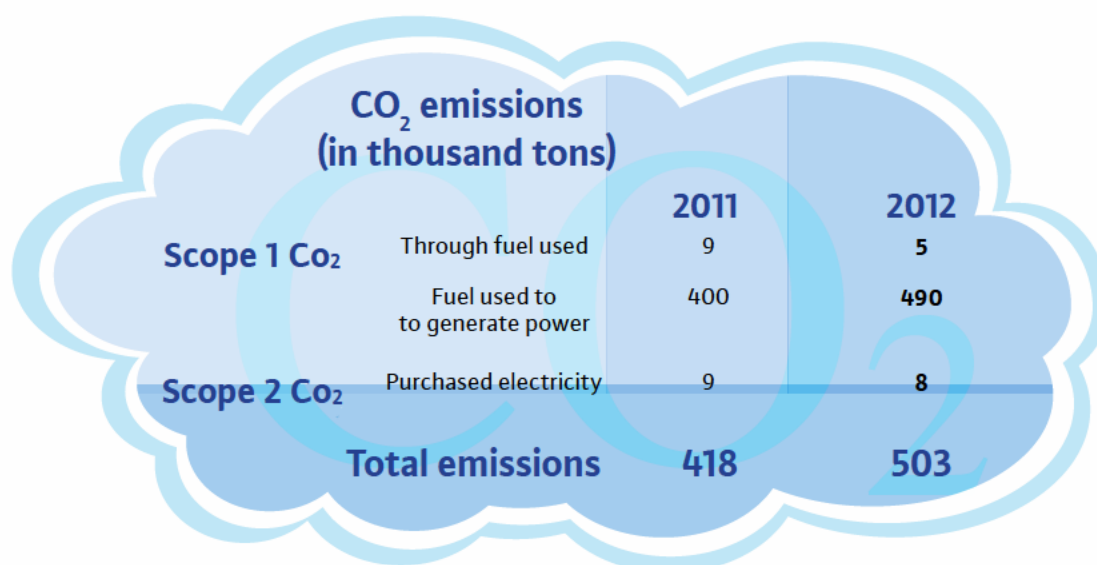 CO₂ emissions
(in thousand tons)
2011 2012
Scope 1 Co₂ Through fuel used 9 5
Fuel used to 400 490
to generate power
Scope 2 Co₂ Purchased electricity 9 8
Total emissions 418 503
CO₂